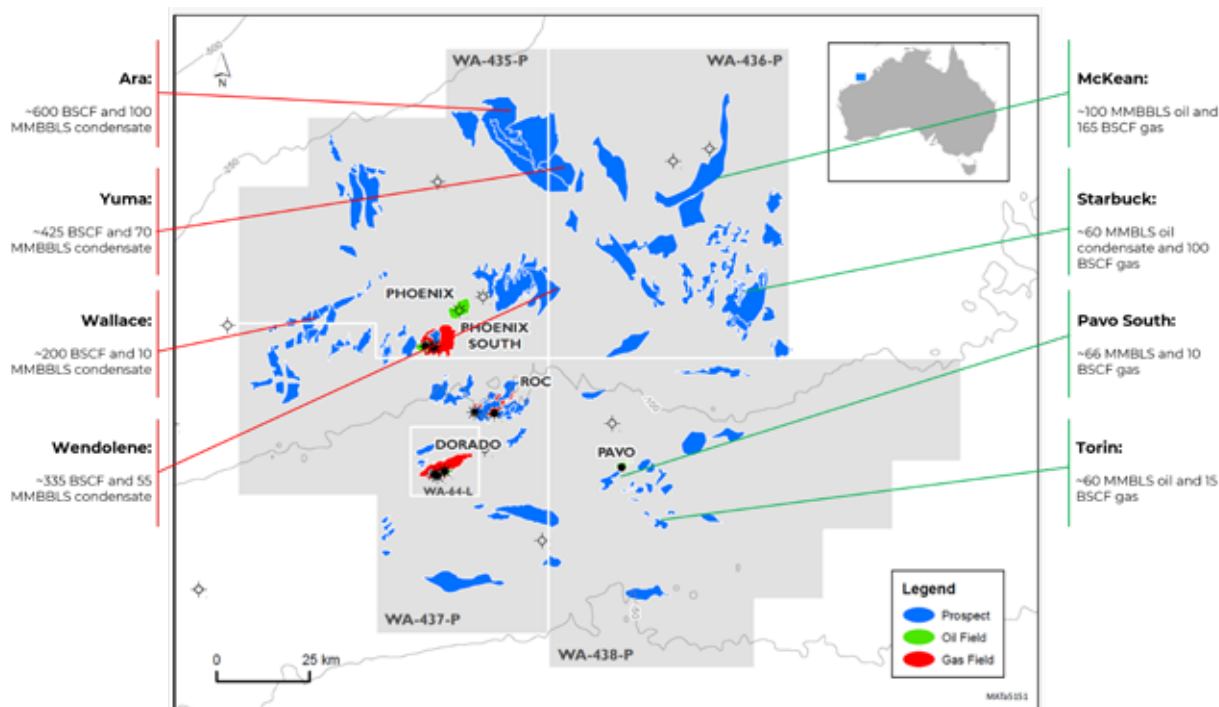 Ara:
~600 BSCF and 100
MMBBLS condensate
Yuma:
~425 BSCF and 70
MMBBLS condensate
Wallace:
~200 BSCF and 10
MMBBLS condensate
Wendolene:
~335 BSCF and 55
MMBBLS condensate
-500
-250
N
WA-435-P
WA-436-P
PHOENIX
PHOENIX
SOUTH
ROC
-100
DORADO
WA-64-L
PAVO
WA-437-P
WA-438-P
-50
0
25 km
Legend
Prospect
Oil Field
Gas Field
McKean:
~100 MMBBLS oil and
165 BSCF gas
Starbuck:
~60 MMBLS oil
condensate and 100
BSCF gas
Pavo South:
~66 MMBLS and 10
BSCF gas
Torin:
~60 MMBLS oil and 15
BSCF gas